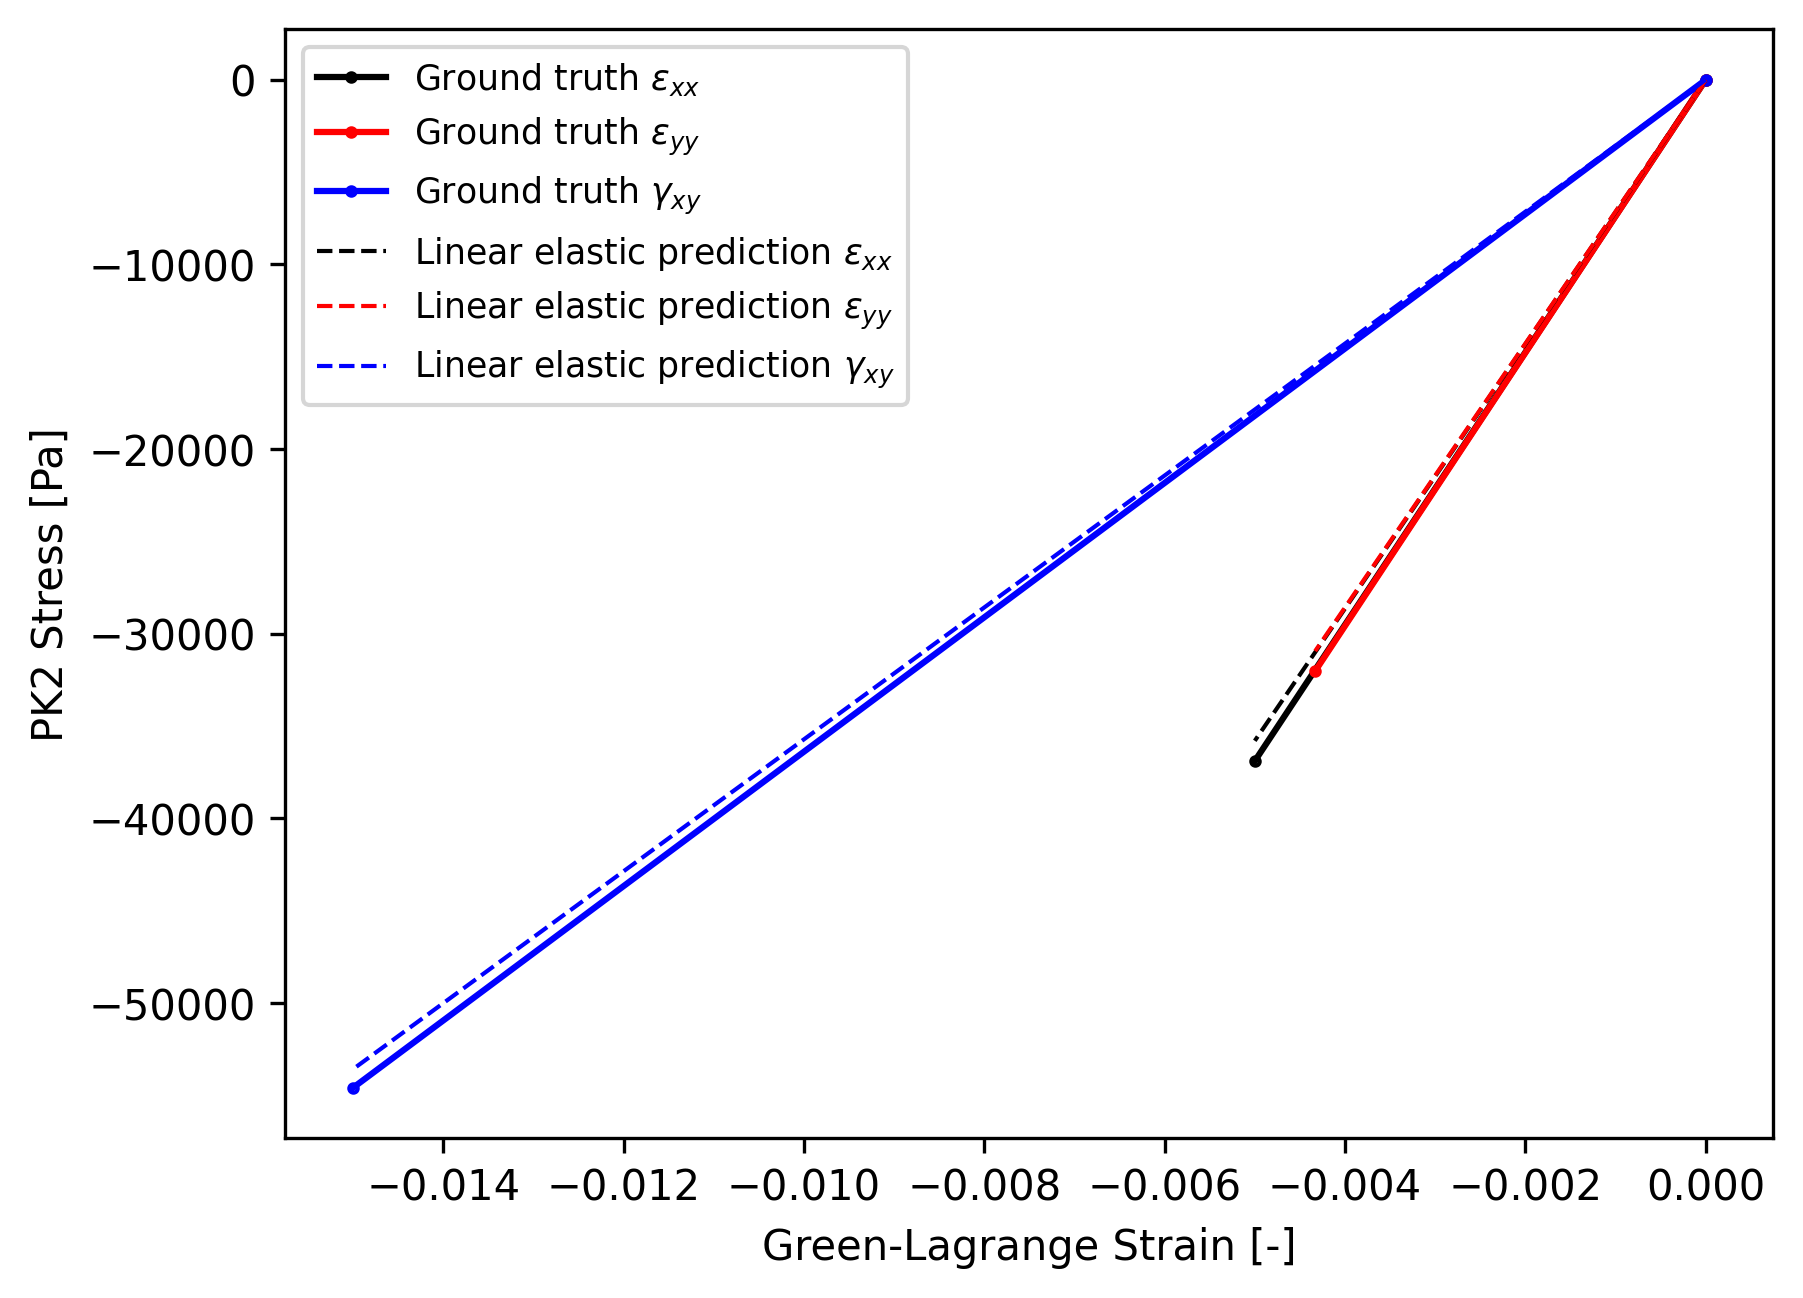 Ground truth εxx
Ground truth εyy
Ground truth γxy
Linear elastic prediction εxx
Linear elastic prediction εyy
Linear elastic prediction γxy
0
−10000
−20000
−30000
−40000
−50000
PK2 Stress [Pa]
−0.014 −0.012 −0.010 −0.008 −0.006 −0.004 −0.002 0.000
Green-Lagrange Strain [-]